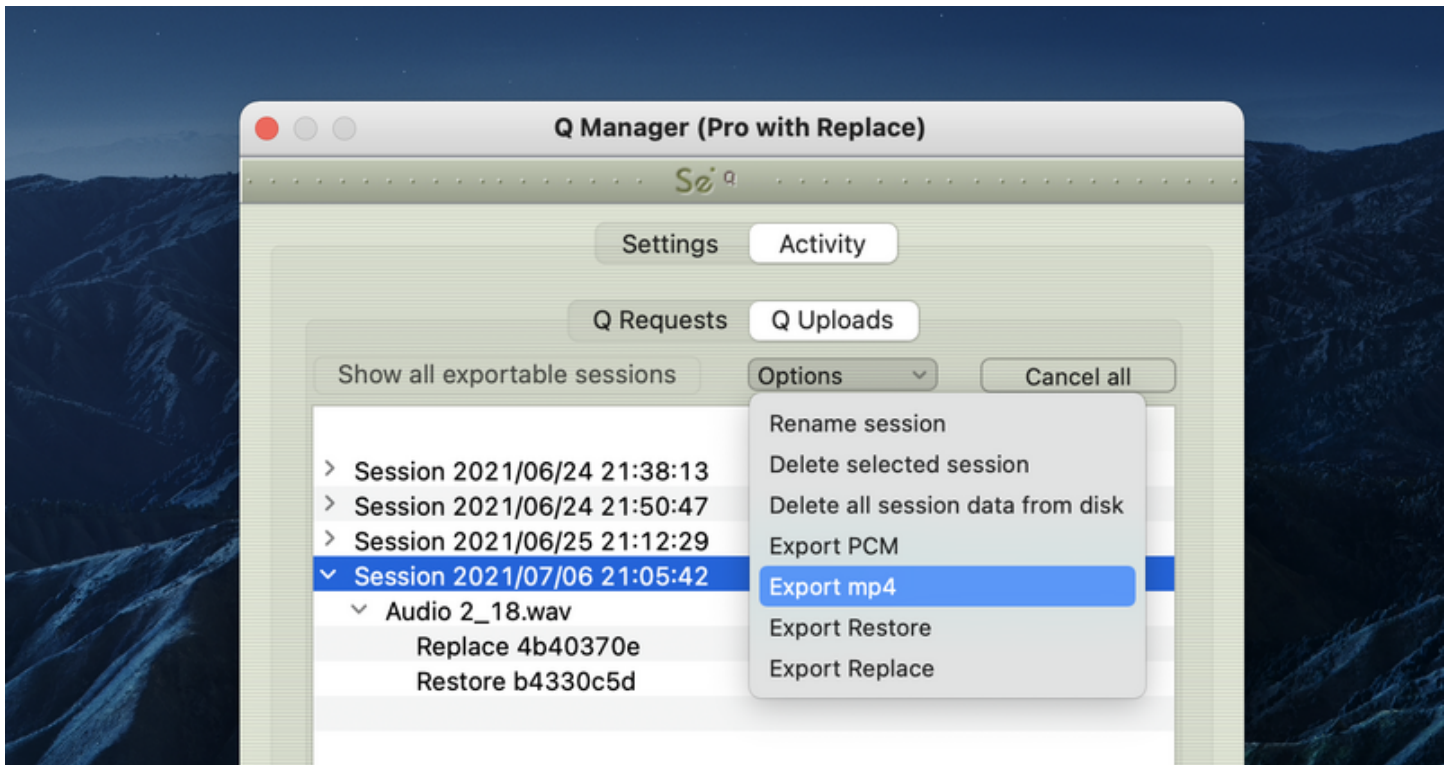 Q Manager (Pro with Replace)
Se Q
Settings Activity
Q Requests Q Uploads
Show all exportable sessions Options Cancel all
Rename session
Delete selected session
Delete all session data from disk
Export PCM
Export mp4
Export Restore
Export Replace
Session 2021/06/24 21:38:13
Session 2021/06/24 21:50:47
Session 2021/06/25 21:12:29
Session 2021/07/06 21:05:42
Audio 2_18.wav
Replace 4b40370e
Restore b4330c5d